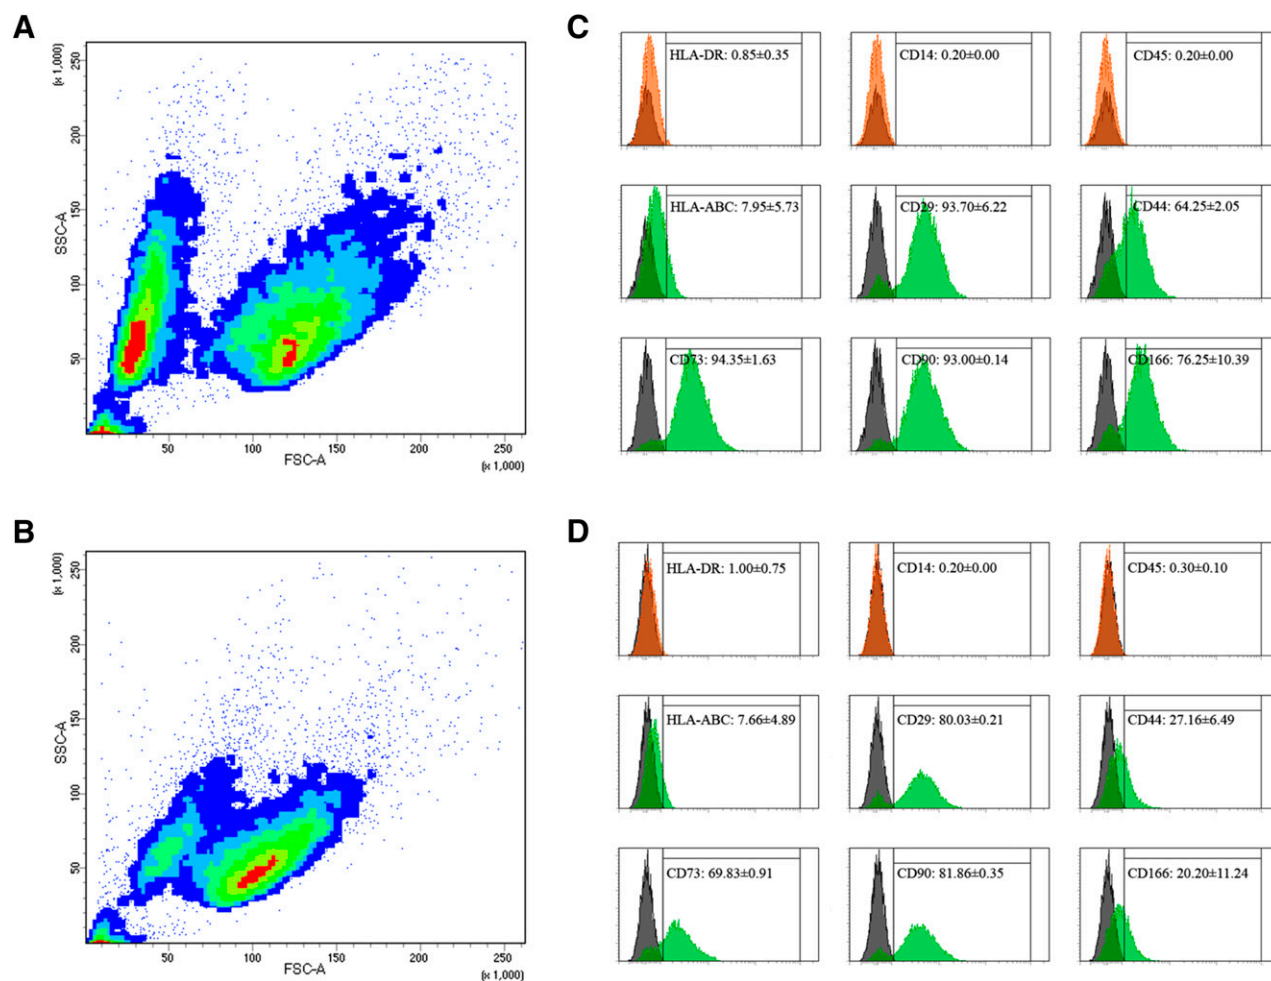 A
(x 1,000)
250
200
150
100
50
SSC-A
50
100
150
200
250
FSC-A
(x 1,000)
C
HLA-DR: 0.85±0.35
CD14: 0.20±0.00
CD45: 0.20±0.00
HLA-ABC: 7.95±5.73
CD29: 93.70±6.22
CD44: 64.25±2.05
CD73: 94.35±1.63
CD90: 93.00±0.14
CD166: 76.25±10.39
B
(x 1,000)
250
200
150
100
50
SSC-A
50
100
150
200
250
FSC-A
(x 1,000)
D
HLA-DR: 1.00±0.75
CD14: 0.20±0.00
CD45: 0.30±0.10
HLA-ABC: 7.66±4.89
CD29: 80.03±0.21
CD44: 27.16±6.49
CD73: 69.83±0.91
CD90: 81.86±0.35
CD166: 20.20±11.24